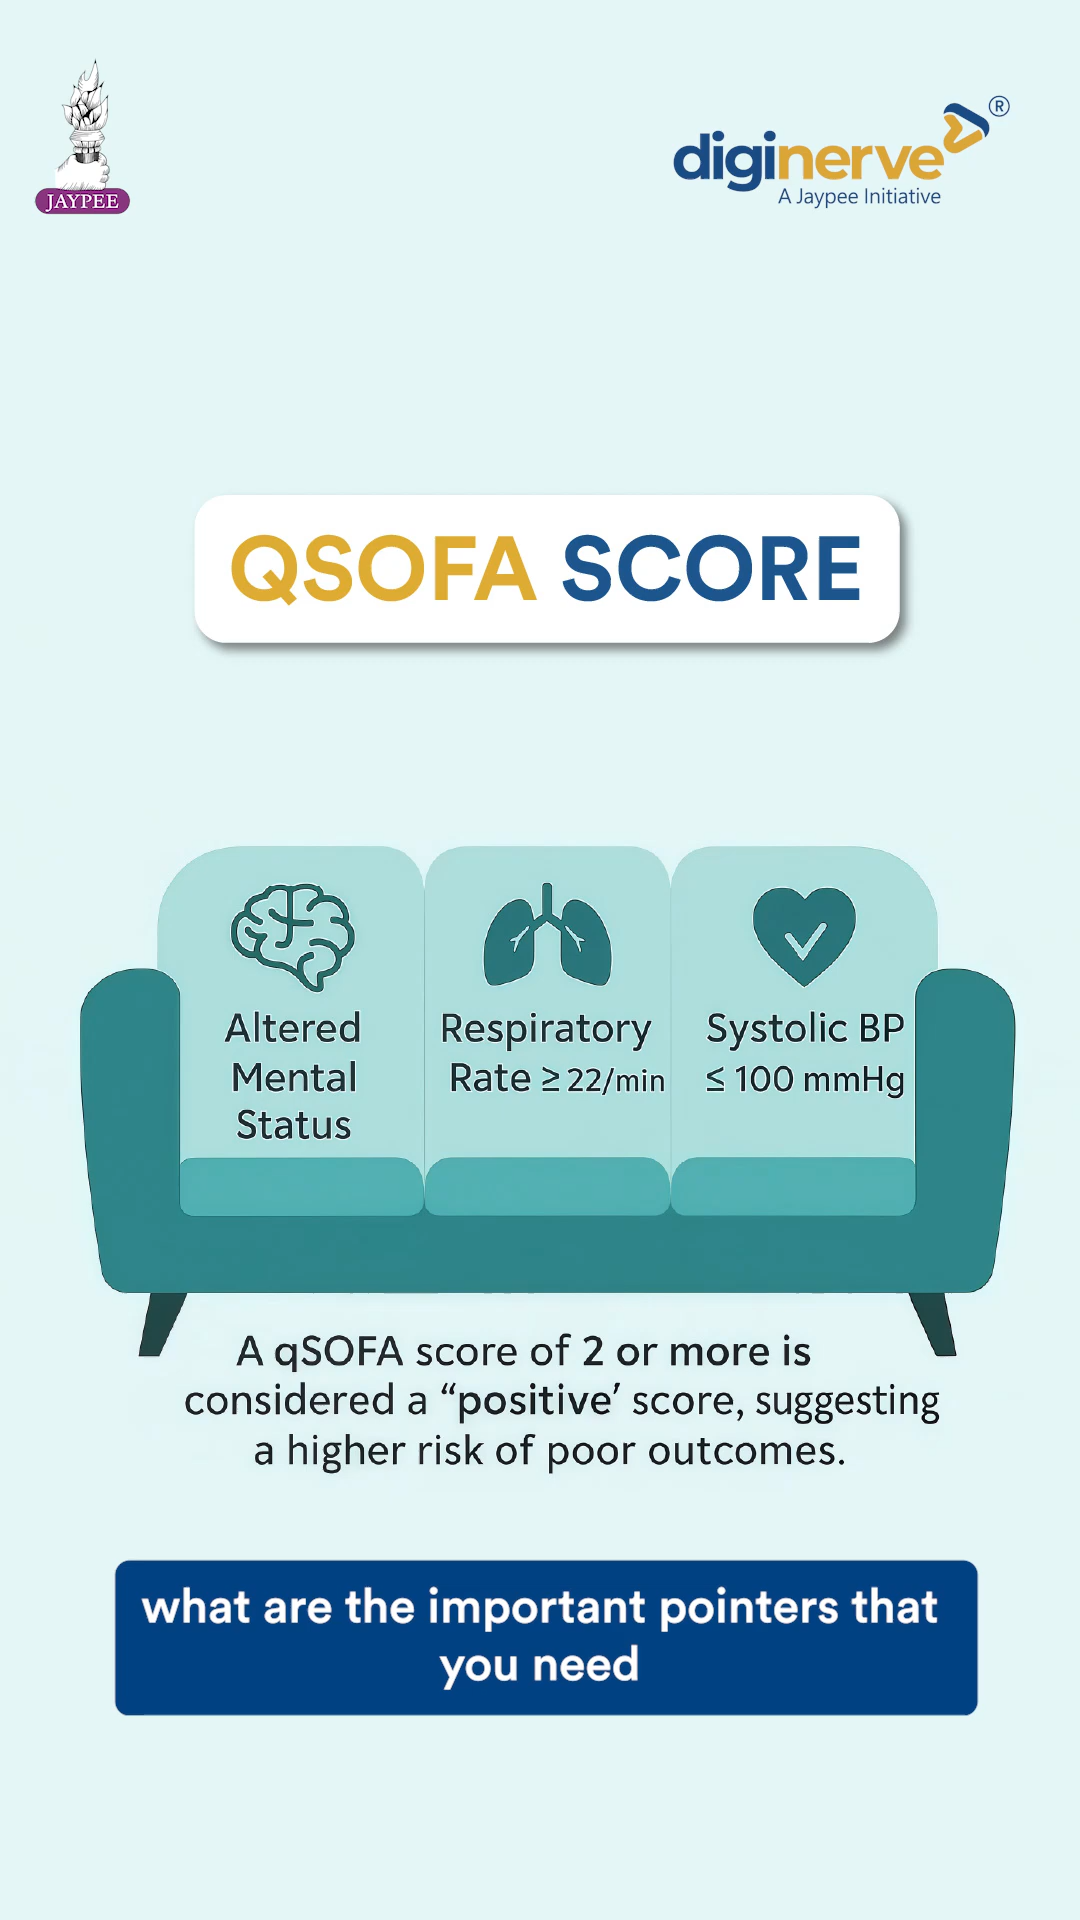 JAYPEE
diginerve®
A Jaypee Initiative
QSOFA SCORE
Altered
Mental
Status
Respiratory
Rate ≥ 22/min
Systolic BP
≤ 100 mmHg
A qSOFA score of 2 or more is
considered a “positive’ score, suggesting
a higher risk of poor outcomes.
what are the important pointers that
you need